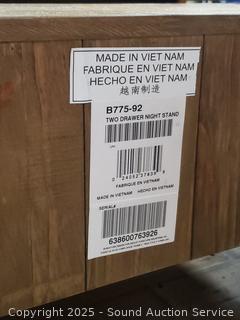 MADE IN VIET NAM
FABRIQUE EN VIET NAM
HECHO EN VIET NAM
越南制造
B775-92
TWO DRAWER NIGHT STAND
FABRIQUE EN VIETNAM
MADE IN VIETNAM HECHO EN VIETNAM
SERIAL#
638600763926
Copyright 2025 - Sound Auction Service